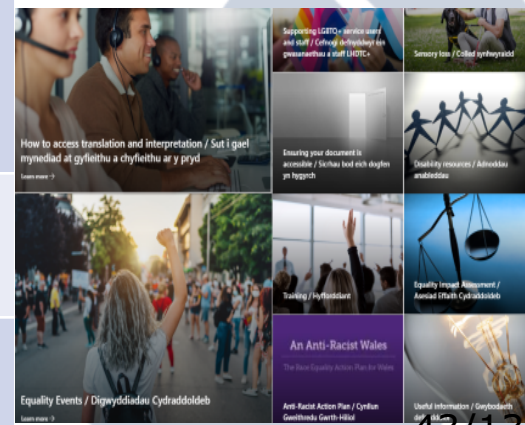 How to access translation and interpretation / Sut i gael
mynediad at gyfieithu a chyfieithu ar y pryd
Learn more →
Supporting LGBTQ+ service users
and staff / Cefnogi defnyddwyr ein
gwasanaethau a staff LHDTC+
Sensory loss / Colled synhwyraidd
Ensuring your document is
accessible / Sicrhau bod eich dogfen
yn hygyrch
Disability resources / Adnoddau
anableddau
Equality Events / Digwyddiadau Cydraddoldeb
Learn more →
Training / Hyfforddiant
Equality Impact Assessment /
Asesiad Effaith Cydraddoldeb
An Anti-Racist Wales
The Race Equality Action Plan for Wales
Anti-Racist Action Plan / Cynllun
Gweithredu Gwrth-Hiliol
Useful information / Gwybodaeth